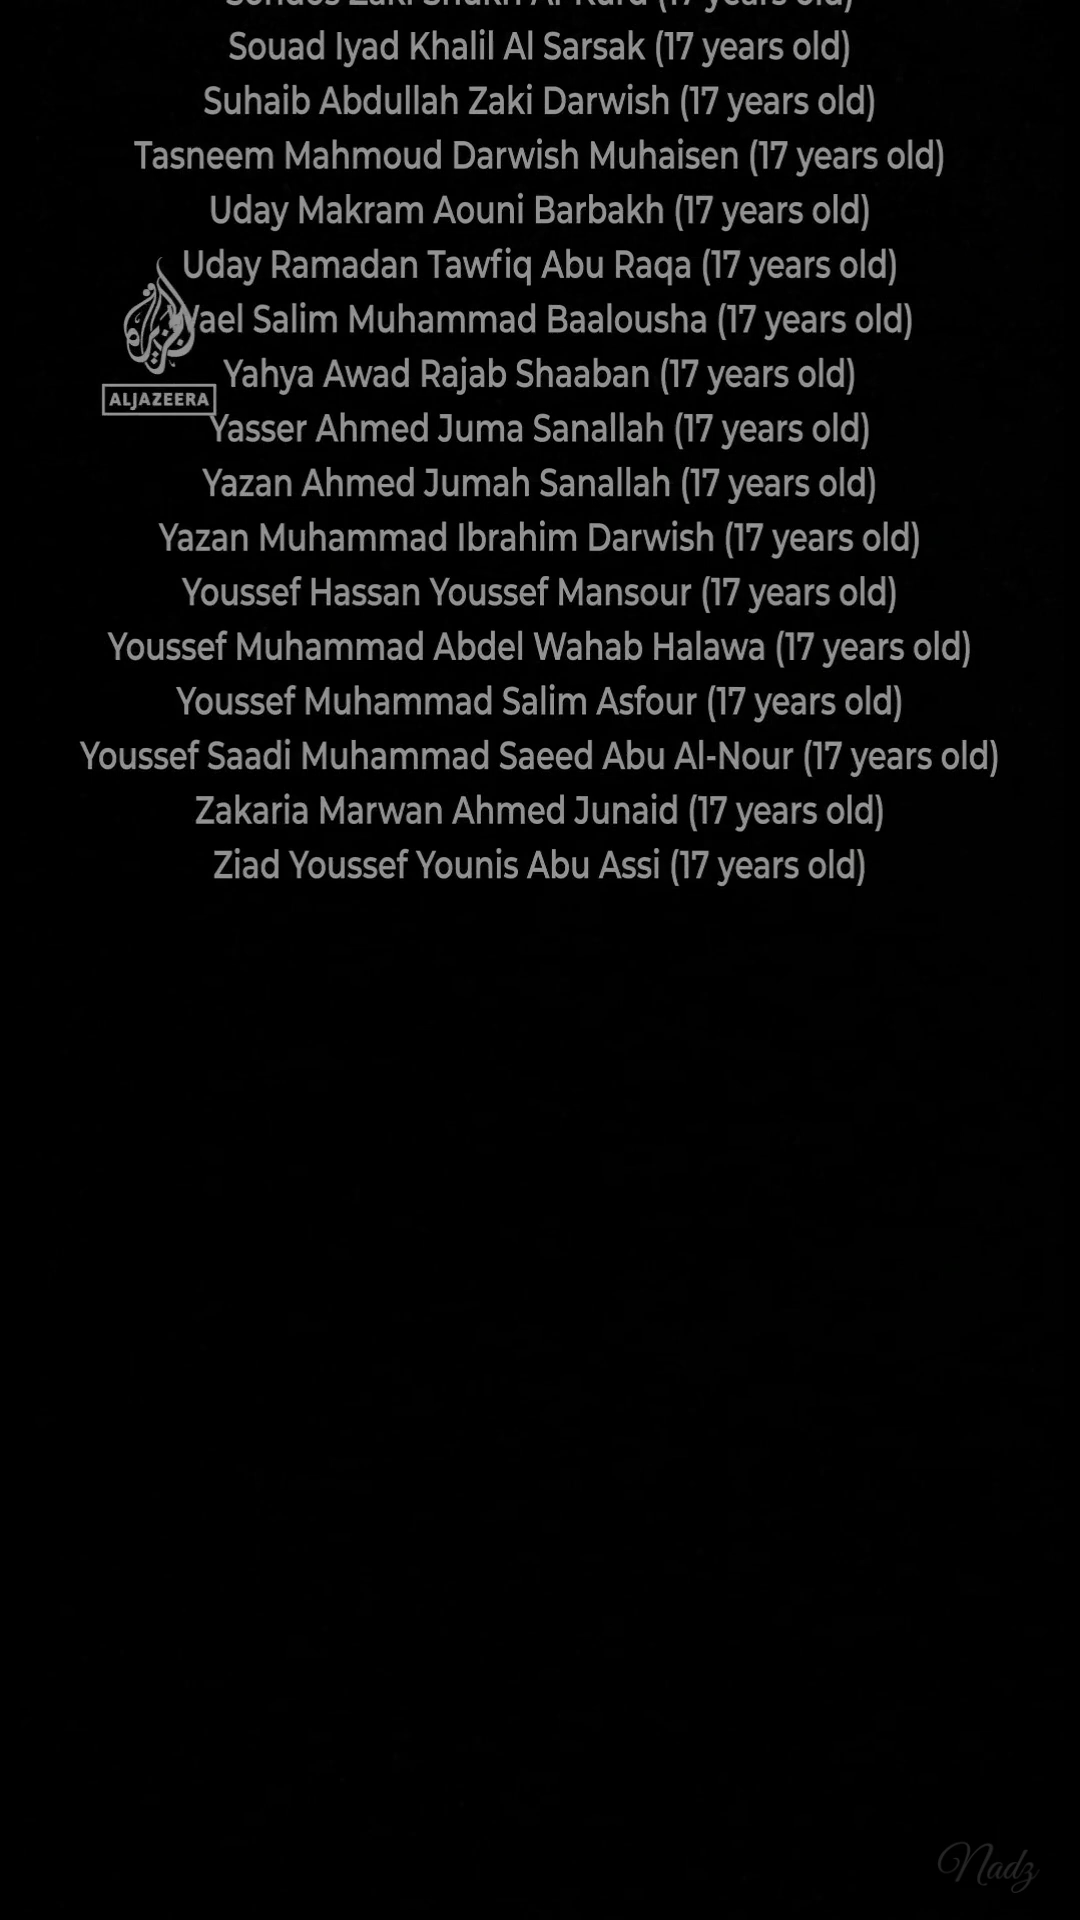 Souad Iyad Khalil Al Sarsak (17 years old)
Suhaib Abdullah Zaki Darwish (17 years old)
Tasneem Mahmoud Darwish Muhaisen (17 years old)
Uday Makram Aouni Barbakh (17 years old)
Uday Ramadan Tawfiq Abu Raqa (17 years old)
Wael Salim Muhammad Baalousha (17 years old)
Yahya Awad Rajab Shaaban (17 years old)
ALJAZEERA
Yasser Ahmed Juma Sanallah (17 years old)
Yazan Ahmed Jumah Sanallah (17 years old)
Yazan Muhammad Ibrahim Darwish (17 years old)
Youssef Hassan Youssef Mansour (17 years old)
Youssef Muhammad Abdel Wahab Halawa (17 years old)
Youssef Muhammad Salim Asfour (17 years old)
Youssef Saadi Muhammad Saeed Abu Al-Nour (17 years old)
Zakaria Marwan Ahmed Junaid (17 years old)
Ziad Youssef Younis Abu Assi (17 years old)
Nadz